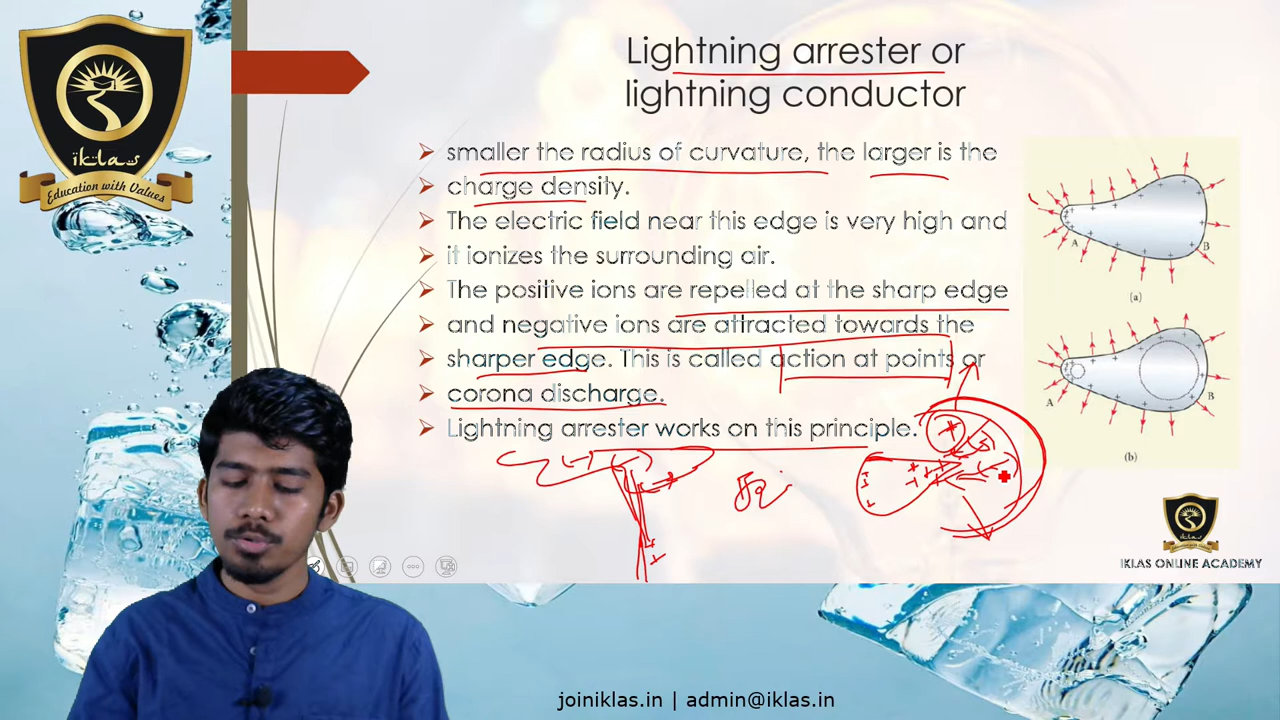 iklas
Education with Values
Lightning arrester or
lightning conductor
smaller the radius of curvature, the larger is the
charge density.
The electric field near this edge is very high and
it ionizes the surrounding air.
The positive ions are repelled at the sharp edge
and negative ions are attracted towards the
sharper edge. This is called action at points or
corona discharge.
Lightning arrester works on this principle.
A
B
(a)
A
B
(b)
IKLAS ONLINE ACADEMY
joiniklas.in | admin@iklas.in